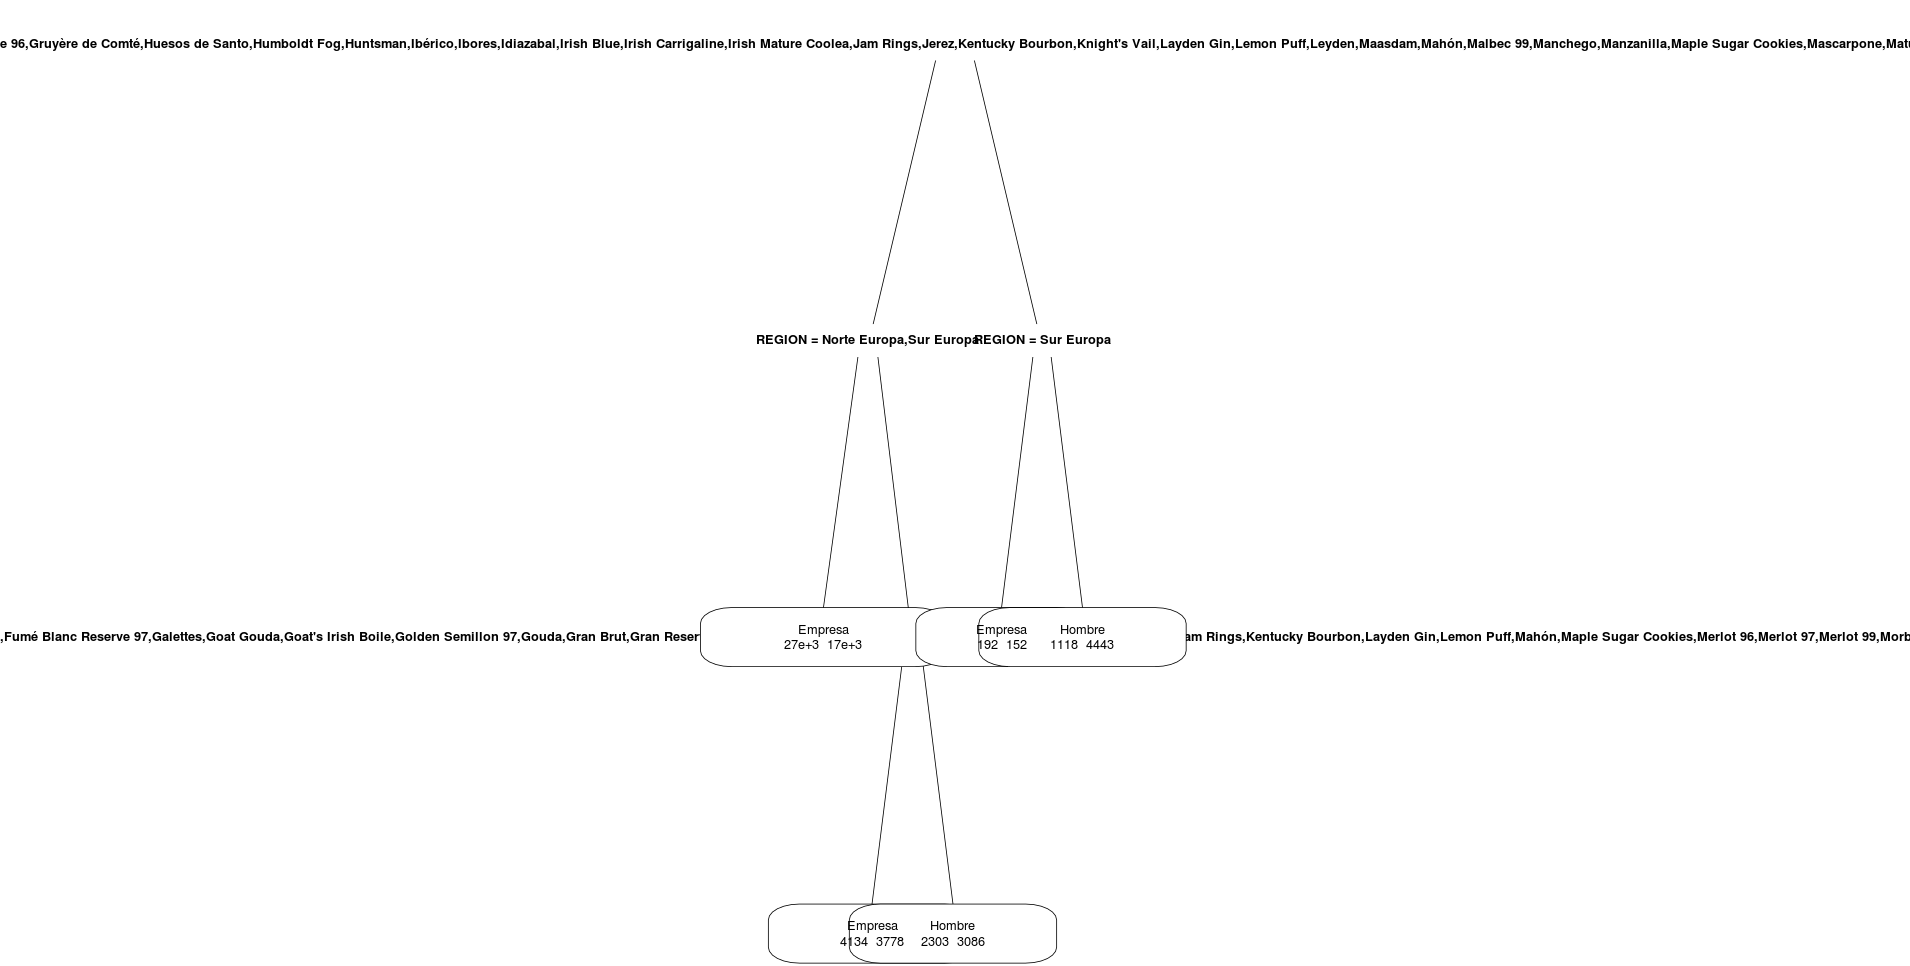 e 96,Gruyère de Comté,Huesos de Santo,Humboldt Fog,Huntsman,Ibérico,Ibores,Idiazabal,Irish Blue,Irish Carrigaline,Irish Mature Coolea,Jam Rings,Jerez,Kentucky Bourbon,Knight's Vail,Layden Gin,Lemon Puff,Leyden,Maasdam,Mahón,Malbec 99,Manchego,Manzanilla,Maple Sugar Cookies,Mascarpone,Matu
REGION = Norte Europa,Sur Europa
REGION = Sur Europa
,Fumé Blanc Reserve 97,Galettes,Goat Gouda,Goat's Irish Boile,Golden Semillon 97,Gouda,Gran Brut,Gran Reser
Empresa
27e+3 17e+3
Empresa
192 152
Hombre
1118 4443
am Rings,Kentucky Bourbon,Layden Gin,Lemon Puff,Mahón,Maple Sugar Cookies,Merlot 96,Merlot 97,Merlot 99,Morb
Empresa
4134 3778
Hombre
2303 3086